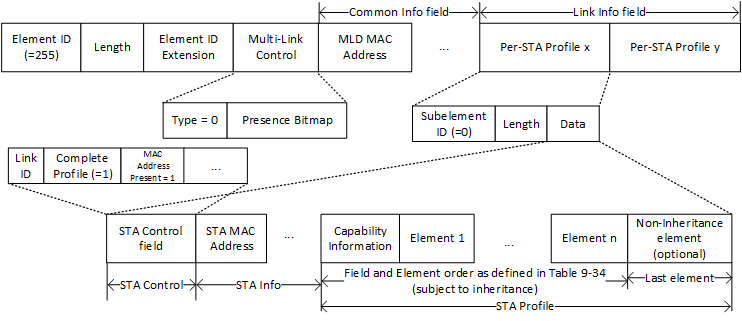 Common Info field
Link Info field
Element ID
(=255)
Length
Element ID
Extension
Multi-Link
Control
MLD MAC
Address
...
Per-STA Profile x
Per-STA Profile y
Type = 0
Presence Bitmap
Subelement
ID (=0)
Length
Data
Link
ID
Complete
Profile (=1)
MAC
Address
Present = 1
...
STA Control
field
STA MAC
Address
...
Capability
Information
Element 1
...
Element n
Non-Inheritance
element
(optional)
STA Control
STA Info
Field and Element order as defined in Table 9-34
(subject to inheritance)
Last element
STA Profile